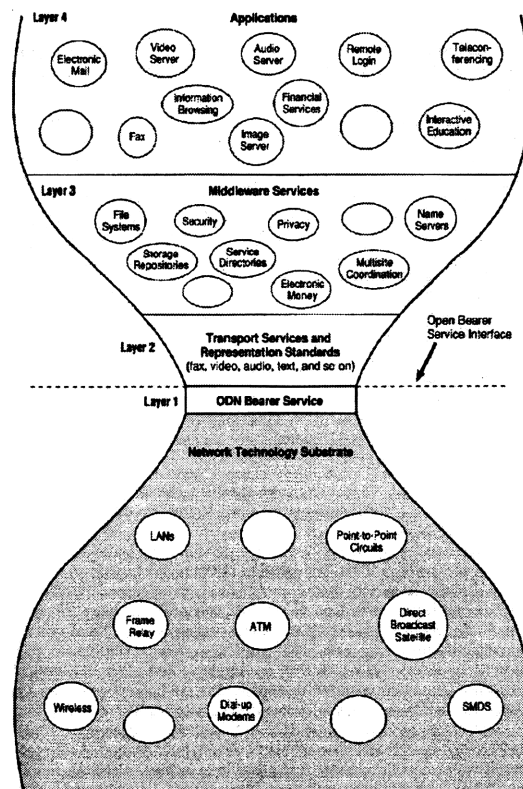 Layer 4
Applications
Electronic
Mail
Video
Server
Audio
Server
Remote
Login
Telecon-
ferencing
Information
Browsing
Financial
Services
Fax
Image
Server
Interactive
Education
Layer 3
Middleware Services
File
Systems
Security
Privacy
Name
Servers
Storage
Repositories
Service
Directories
Multisite
Coordination
Electronic
Money
Layer 2
Transport Services and
Representation Standards
(fax, video, audio, text, and so on)
Open Bearer
Service Interface
Layer 1
ODN Bearer Service
Network Technology Substrate
LANs
Point-to-Point
Circuits
Frame
Relay
ATM
Direct
Broadcast
Satellite
Wireless
Dial-up
Modems
SMDS